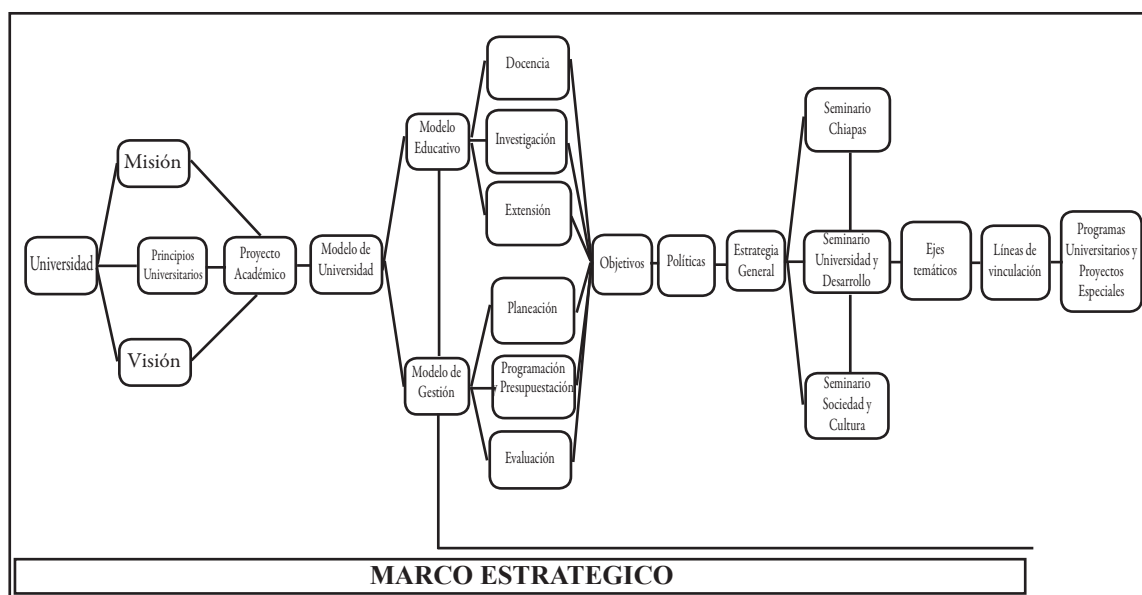 Universidad
Misión
Principios
Universitarios
Visión
Proyecto
Académico
Modelo de
Universidad
Modelo
Educativo
Modelo de
Gestión
Docencia
Investigación
Extensión
Planeación
Programación
y Presupuestación
Evaluación
Objetivos
Políticas
Estrategia
General
Seminario
Chiapas
Seminario
Universidad y
Desarrollo
Seminario
Sociedad y
Cultura
Ejes
temáticos
Líneas de
vinculación
Programas
Universitarios y
Proyectos
Especiales
MARCO ESTRATEGICO